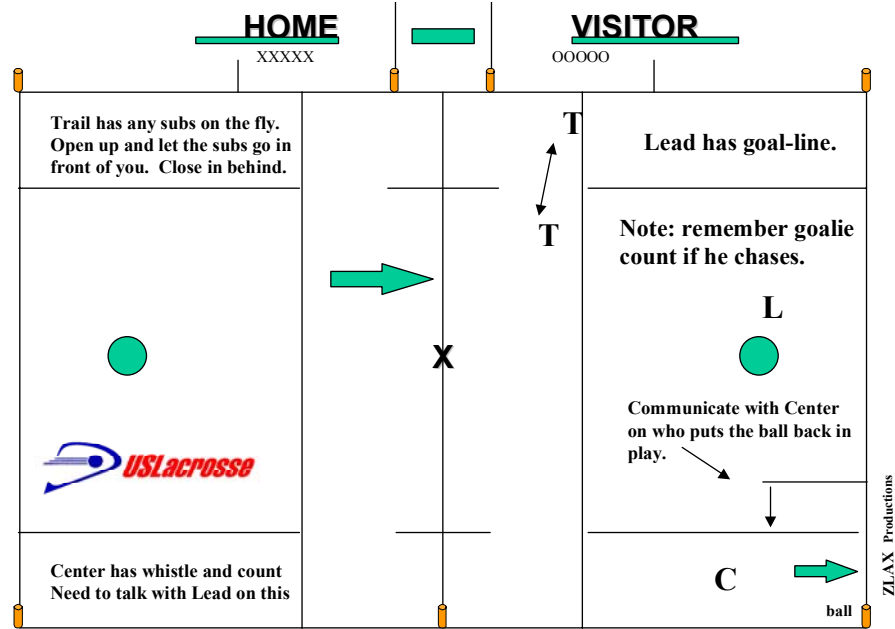 HOME
VISITOR
XXXXX
OOOOO
Trail has any subs on the fly.
Open up and let the subs go in
front of you.  Close in behind.
T
Lead has goal-line.
T
Note: remember goalie
count if he chases.
L
X
Communicate with Center
on who puts the ball back in
play.
USLacrosse
Center has whistle and count
Need to talk with Lead on this
C
ball
ZLAX Productions